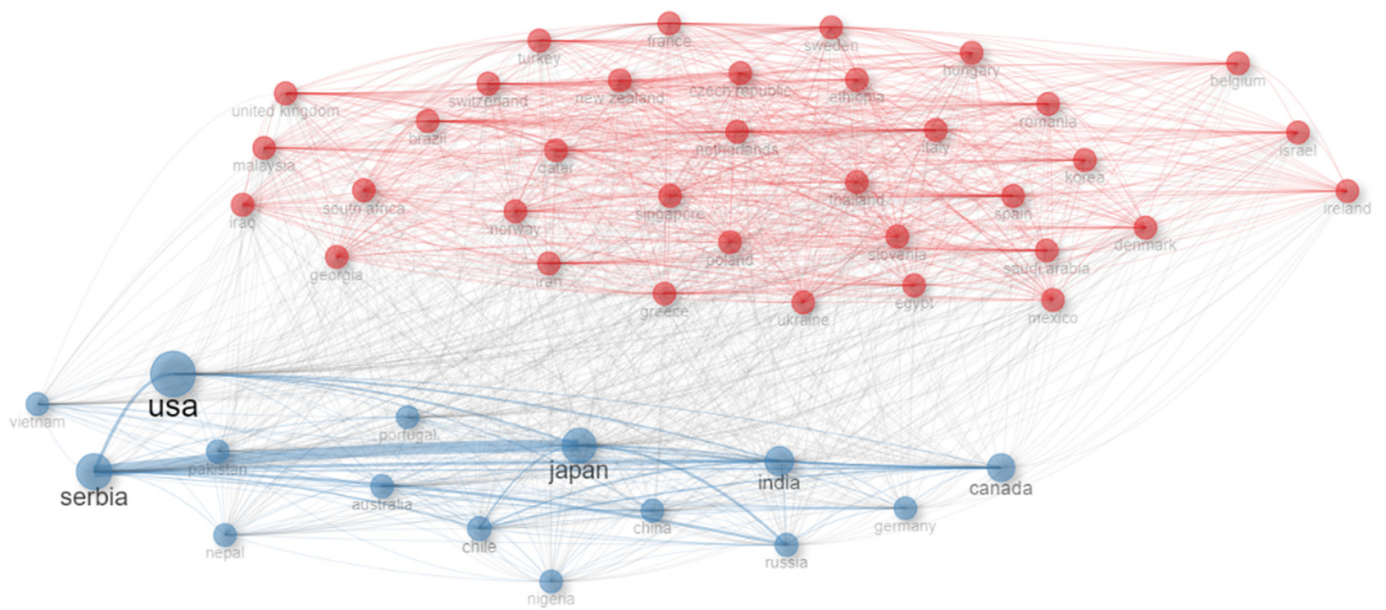 france
sweden
turkey
hungary
belgium
switzerland
new zealand
czech republic
ethiopia
united kingdom
romania
brazil
netherlands
italy
israel
malaysia
qatar
korea
south africa
singapore
thailand
spain
ireland
iraq
norway
denmark
poland
slovenia
saudi arabia
georgia
iran
greece
ukraine
egypt
mexico
usa
vietnam
portugal
pakistan
japan
india
canada
serbia
australia
china
germany
nepal
chile
russia
nigeria